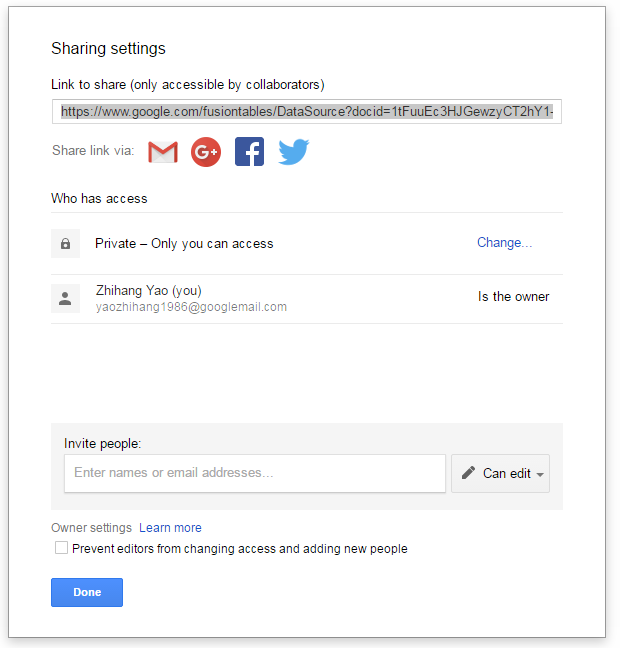 Sharing settings
Link to share (only accessible by collaborators)
https://www.google.com/fusiontables/DataSource?docid=1tFuuEc3HJGewzyCT2hY1-
Share link via:
G+
Who has access
Private – Only you can access Change...
Zhihang Yao (you)
yaozhihang1986@googlemail.com
Is the owner
Invite people:
Enter names or email addresses... Can edit
Owner settings Learn more
Prevent editors from changing access and adding new people
Done